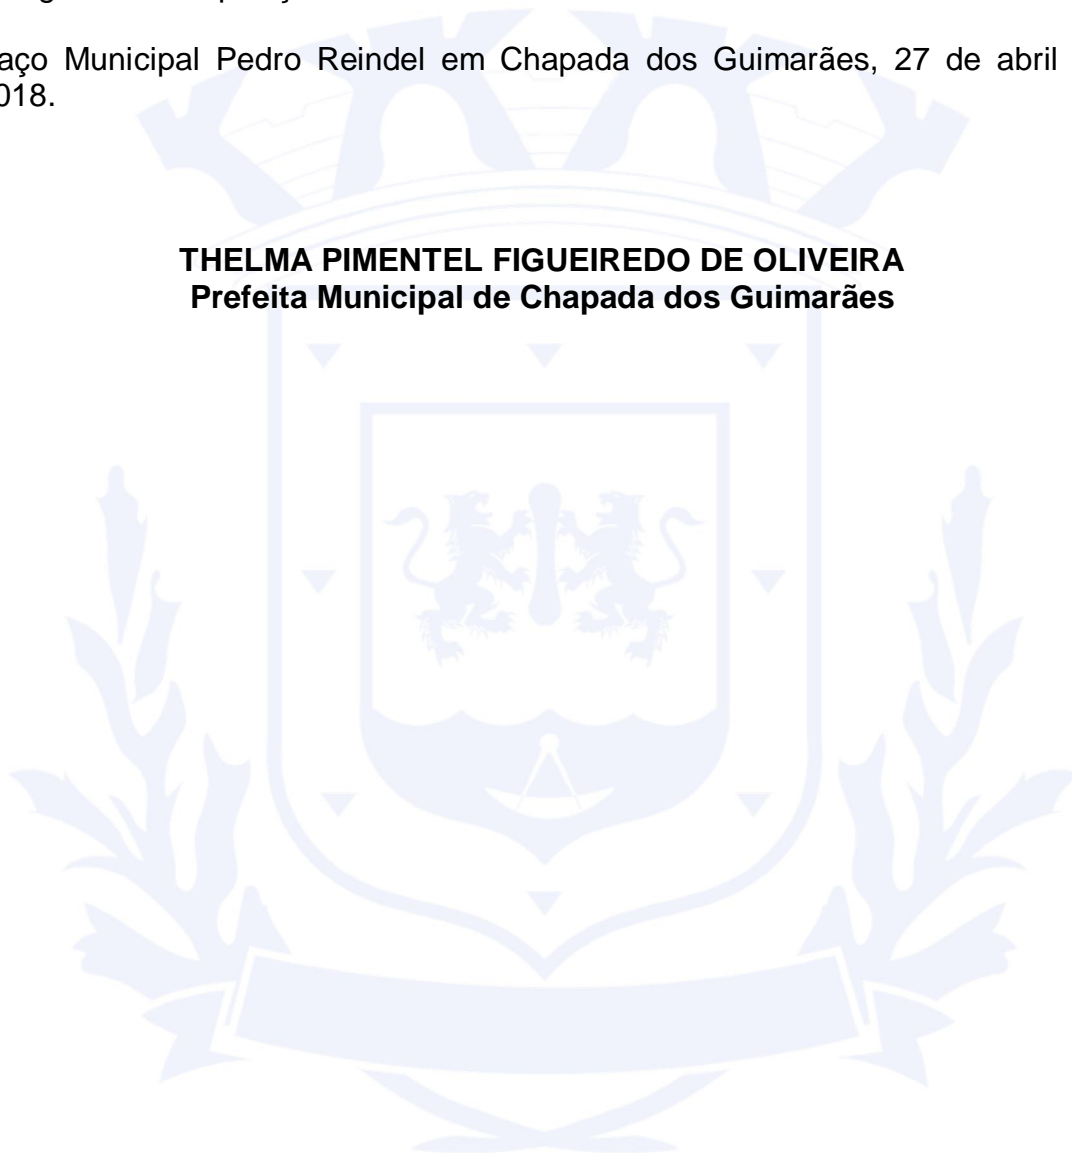 aço Municipal Pedro Reindel em Chapada dos Guimarães, 27 de abril
018.
THELMA PIMENTEL FIGUEIREDO DE OLIVEIRA
Prefeita Municipal de Chapada dos Guimarães